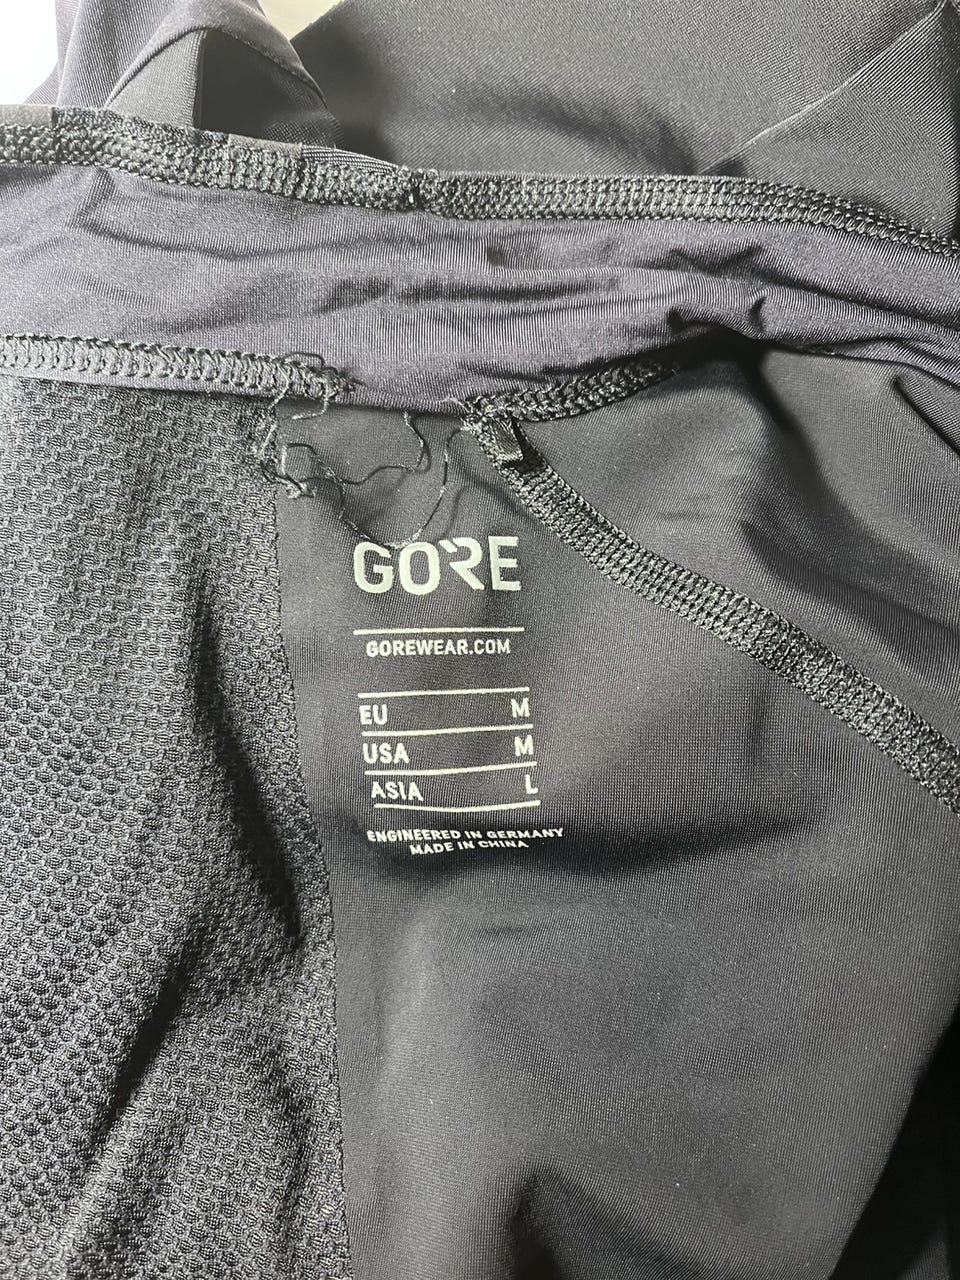 GORE
GOREWEAR.COM
EU M
USA M
ASIA L
ENGINEERED IN GERMANY
MADE IN CHINA